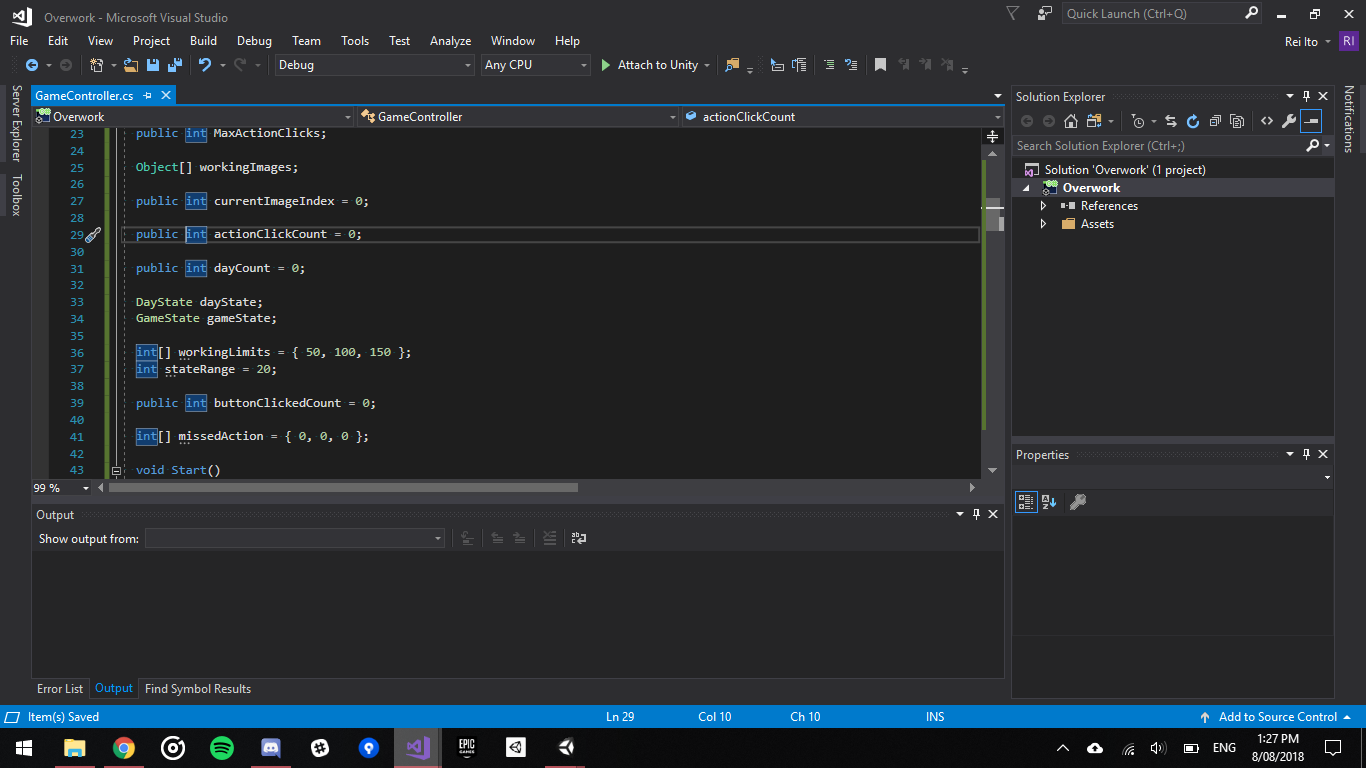 Overwork - Microsoft Visual Studio
Quick Launch (Ctrl+Q)
File Edit View Project Build Debug Team Tools Test Analyze Window Help
Rei Ito RI
Debug Any CPU Attach to Unity
Server Explorer
Toolbox
GameController.cs
Overwork GameController actionClickCount
23 public int MaxActionClicks;
24
25 Object[] workingImages;
26
27 public int currentImageIndex = 0;
28
29 public int actionClickCount = 0;
30
31 public int dayCount = 0;
32
33 DayState dayState;
34 GameState gameState;
35
36 int[] workingLimits = { 50, 100, 150 };
37 int stateRange = 20;
38
39 public int buttonClickedCount = 0;
40
41 int[] missedAction = { 0, 0, 0 };
42
43 void Start()
99 %
Output
Show output from:
Error List Output Find Symbol Results
Solution Explorer
Search Solution Explorer (Ctrl+;)
Solution 'Overwork' (1 project)
Overwork
References
Assets
Properties
Notifications
Item(s) Saved Ln 29 Col 10 Ch 10 INS Add to Source Control
EPIC
GAMES
ENG
1:27 PM
8/08/2018